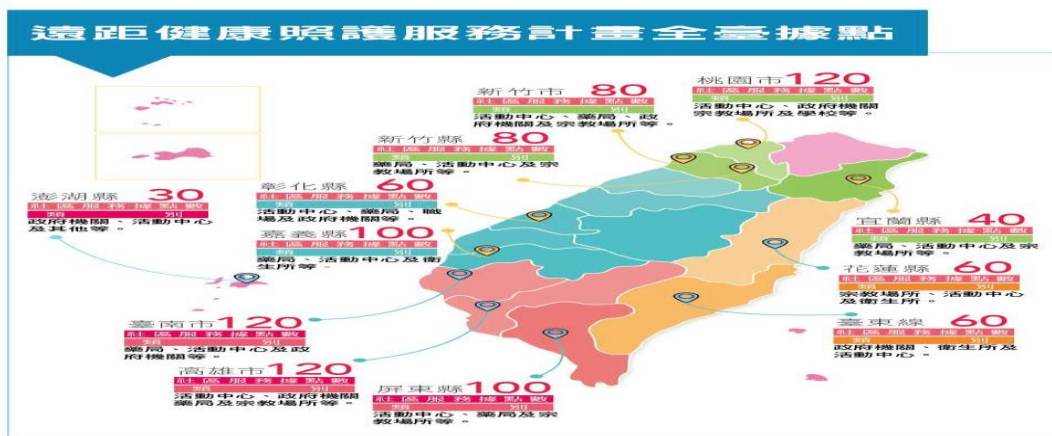 遠距健康照護服務計畫全臺據點
桃園市120
社區服務據點數
類別
活動中心、政府機關
宗教場所及學校等。
新竹市 80
社區服務據點數
類別
活動中心、藥局、政
府機關及宗教場所等。
新竹縣 80
社區服務據點數
類別
藥局、活動中心及宗
教場所等。
彰化縣 60
社區服務據點數
類別
活動中心、藥局、職
場及政府機關等。
嘉義縣100
社區服務據點數
類別
藥局、活動中心及衛
生所等。
澎湖縣 30
社區服務據點數
類別
政府機關、活動中心
及其他等。
宜蘭縣 40
社區服務據點數
類別
藥局、活動中心及宗
教場所等。
花蓮縣 60
社區服務據點數
類別
宗教場所、活動中心
及衛生所。
臺東線 60
社區服務據點數
類別
政府機關、衛生所及
活動中心。
臺南市120
社區服務據點數
類別
藥局、活動中心及政
府機關等。
高雄市120
社區服務據點數
類別
活動中心、政府機關
藥局及宗教場所等。
屏東縣100
社區服務據點數
類別
活動中心、藥局及宗
教場所等。